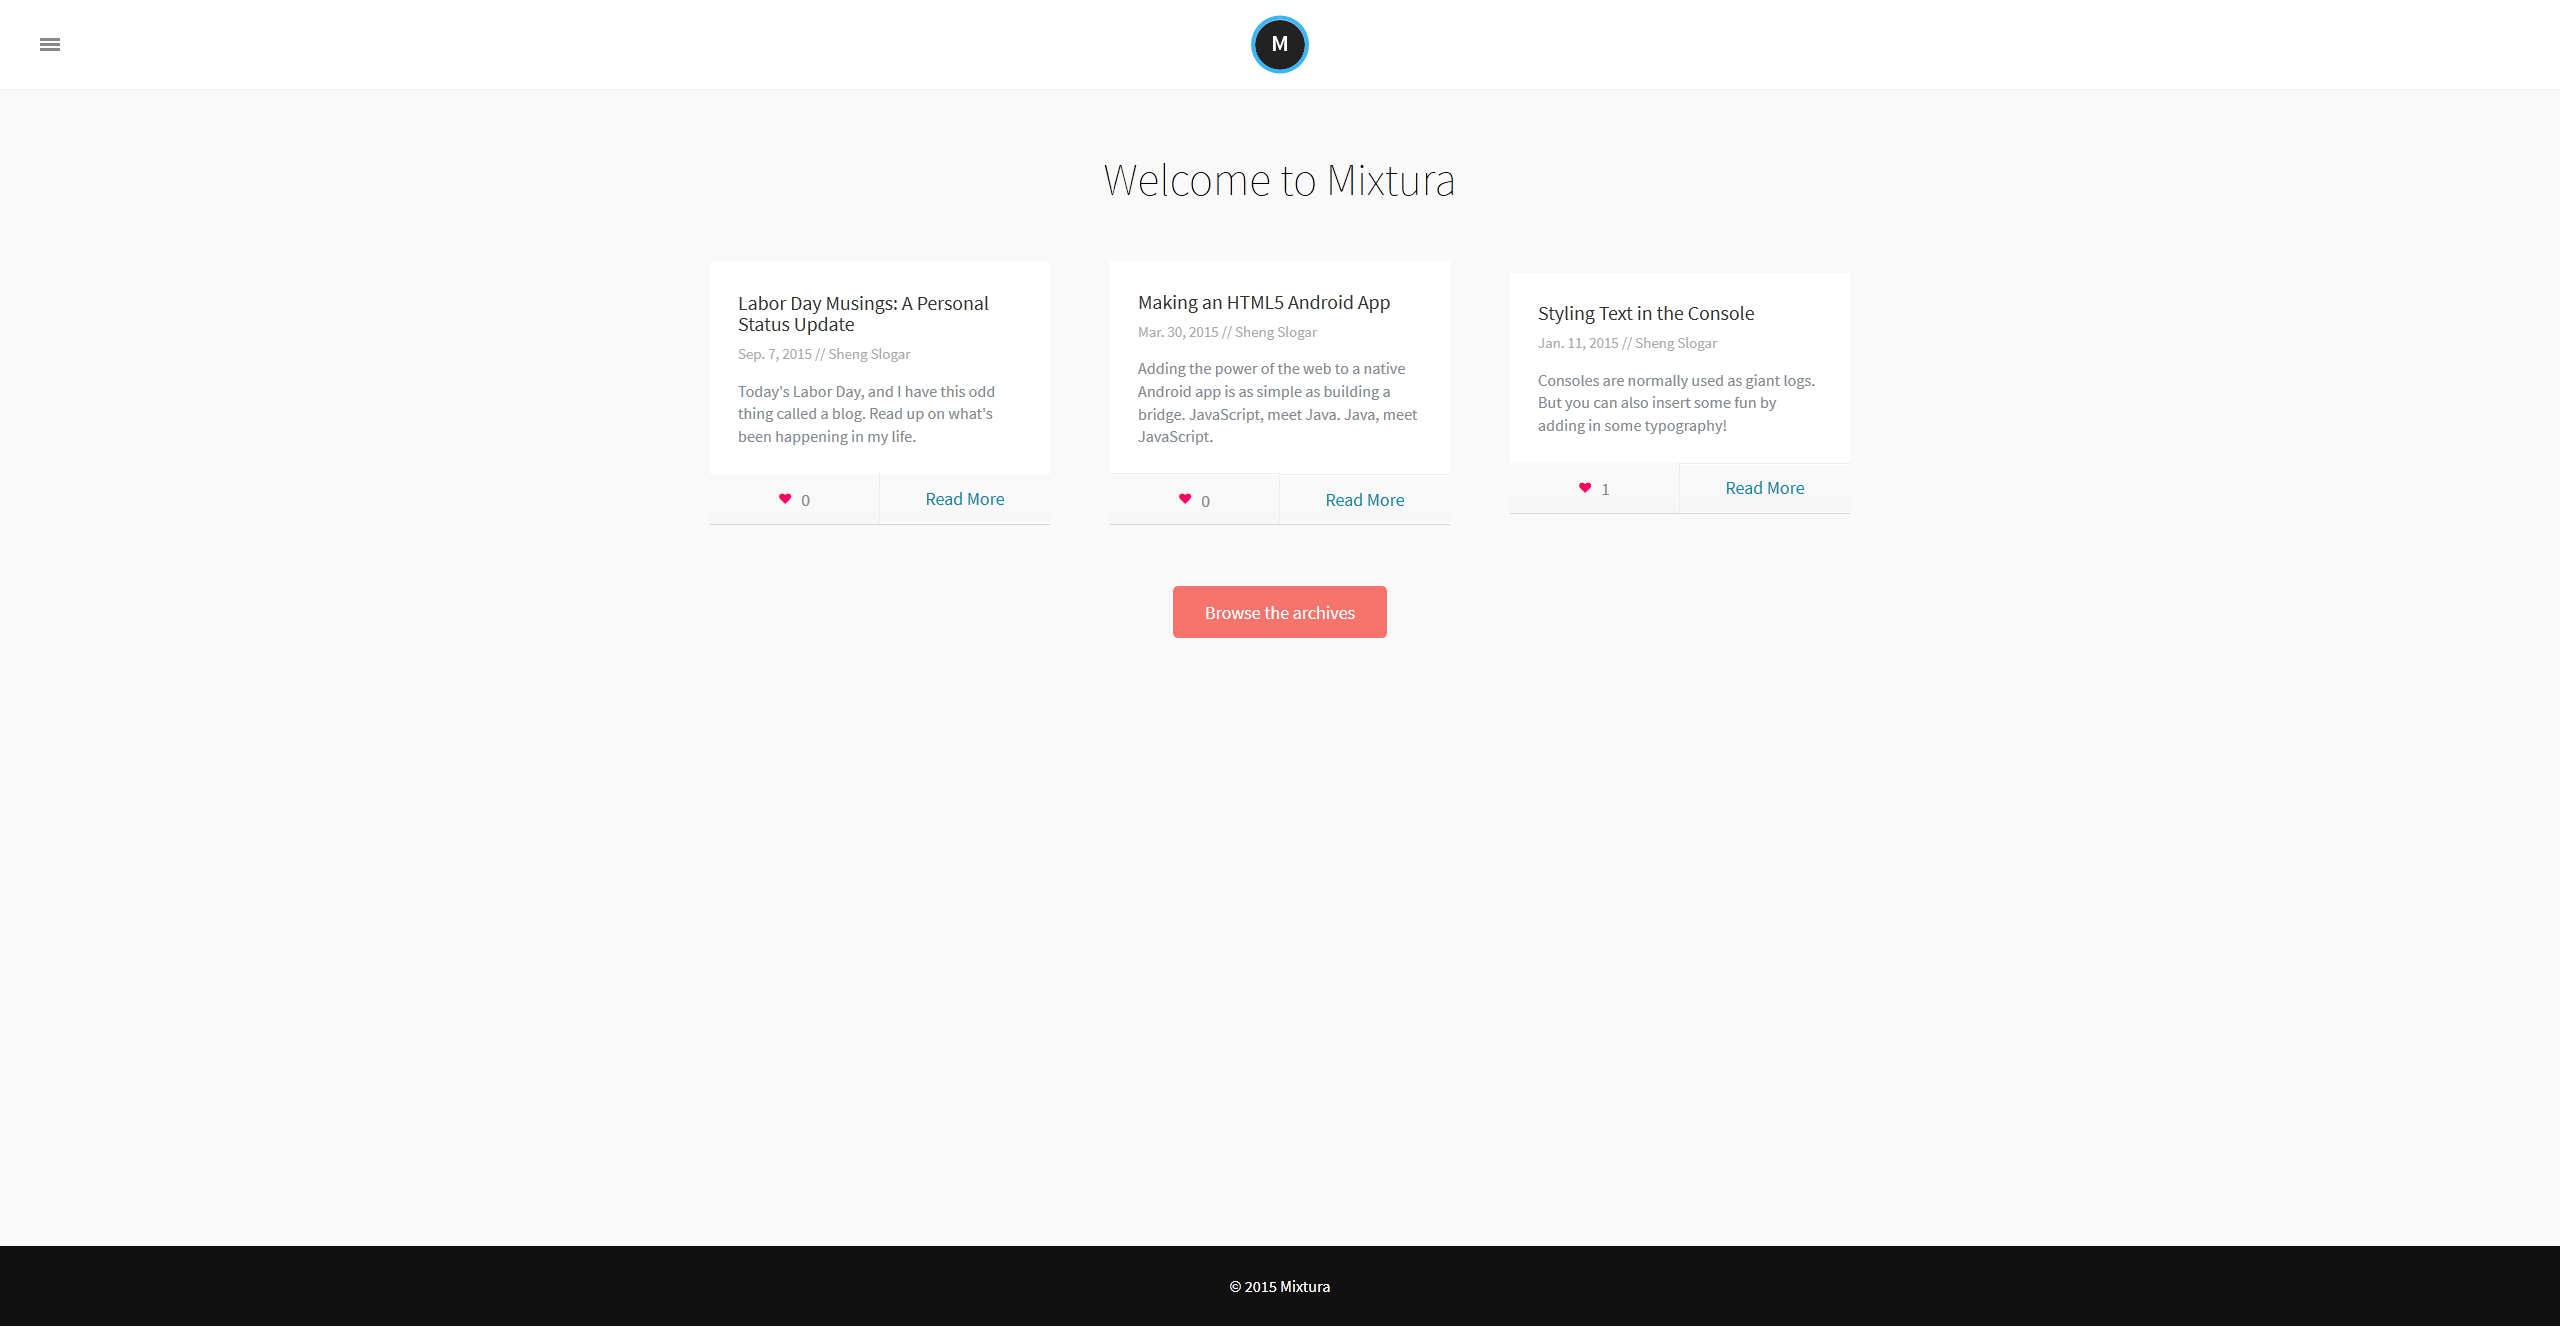 M
Welcome to Mixtura
Labor Day Musings: A Personal
Status Update
Sep. 7, 2015 // Sheng Slogar
Today's Labor Day, and I have this odd
thing called a blog. Read up on what's
been happening in my life.
0
Read More
Making an HTML5 Android App
Mar. 30, 2015 // Sheng Slogar
Adding the power of the web to a native
Android app is as simple as building a
bridge. JavaScript, meet Java. Java, meet
JavaScript.
0
Read More
Styling Text in the Console
Jan. 11, 2015 // Sheng Slogar
Consoles are normally used as giant logs.
But you can also insert some fun by
adding in some typography!
1
Read More
Browse the archives
© 2015 Mixtura